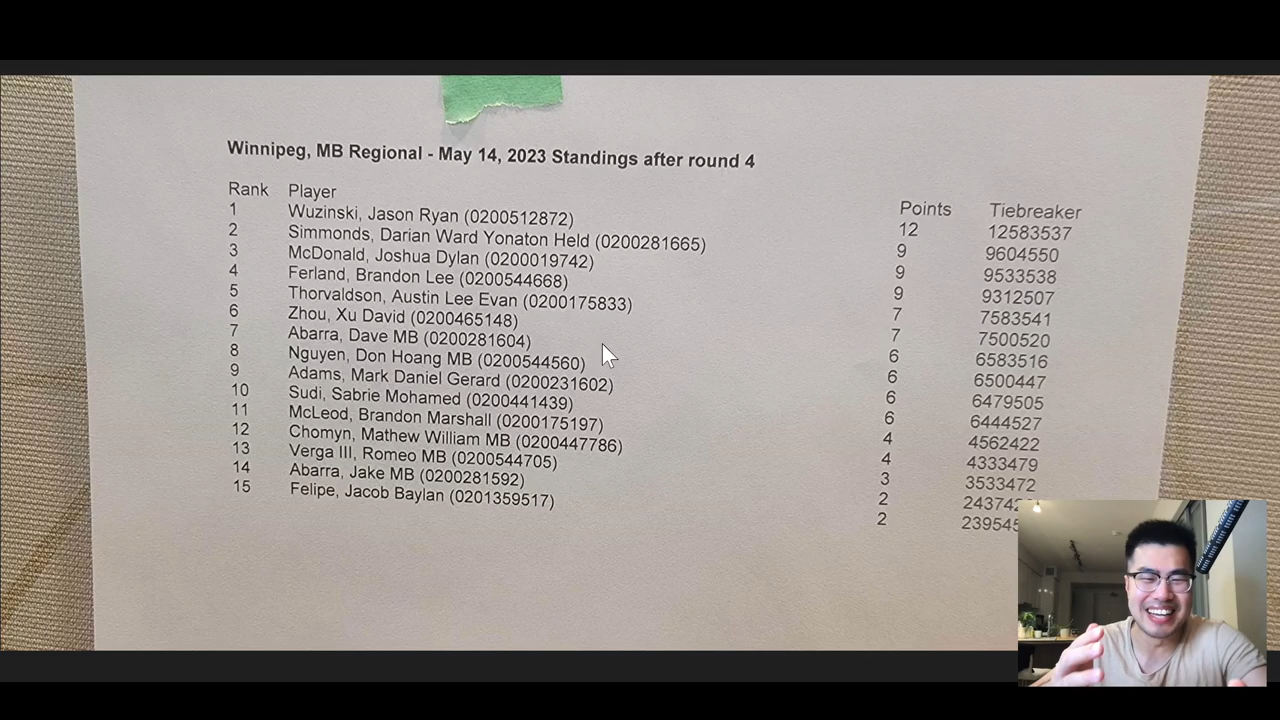 Winnipeg, MB Regional - May 14, 2023 Standings after round 4
Rank Player Points Tiebreaker
1 Wuzinski, Jason Ryan (0200512872) 12 12583537
2 Simmonds, Darian Ward Yonaton Held (0200281665) 9 9604550
3 McDonald, Joshua Dylan (0200019742) 9 9533538
4 Ferland, Brandon Lee (0200544668) 9 9312507
5 Thorvaldson, Austin Lee Evan (0200175833) 7 7583541
6 Zhou, Xu David (0200465148) 7 7500520
7 Abarra, Dave MB (0200281604) 6 6583516
8 Nguyen, Don Hoang MB (0200544560) 6 6500447
9 Adams, Mark Daniel Gerard (0200231602) 6 6479505
10 Sudi, Sabrie Mohamed (0200441439) 6 6444527
11 McLeod, Brandon Marshall (0200175197) 4 4562422
12 Chomyn, Mathew William MB (0200447786) 4 4333479
13 Verga III, Romeo MB (0200544705) 3 3533472
14 Abarra, Jake MB (0200281592) 2
15 Felipe, Jacob Baylan (0201359517) 2